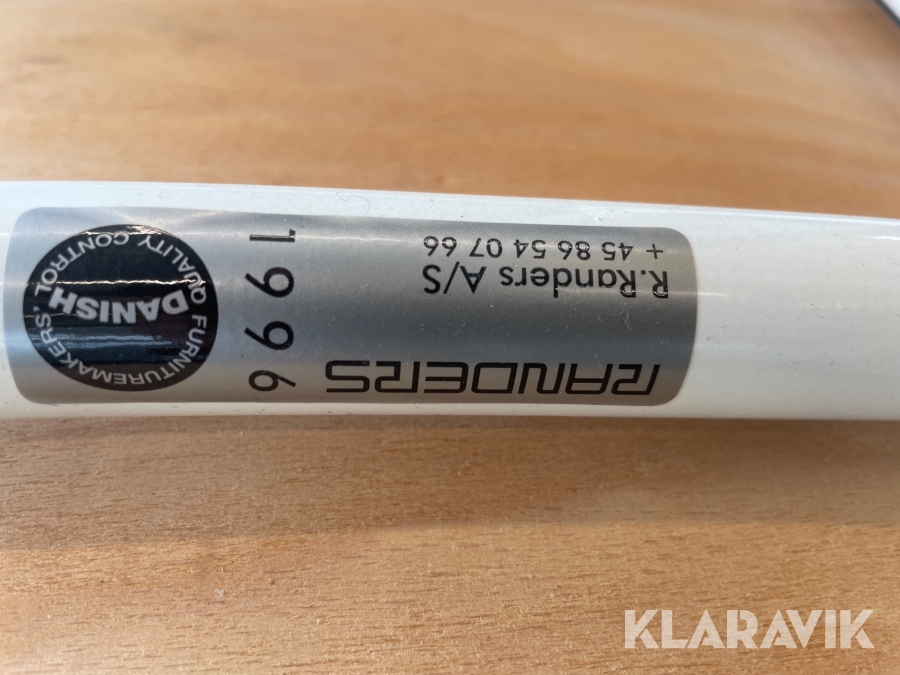 RANDERS
R.Randers A/S
+ 45 86 54 07 66
1996
DANISH
FURNITUREMAKERS' QUALITY CONTROL
KLARAVIK